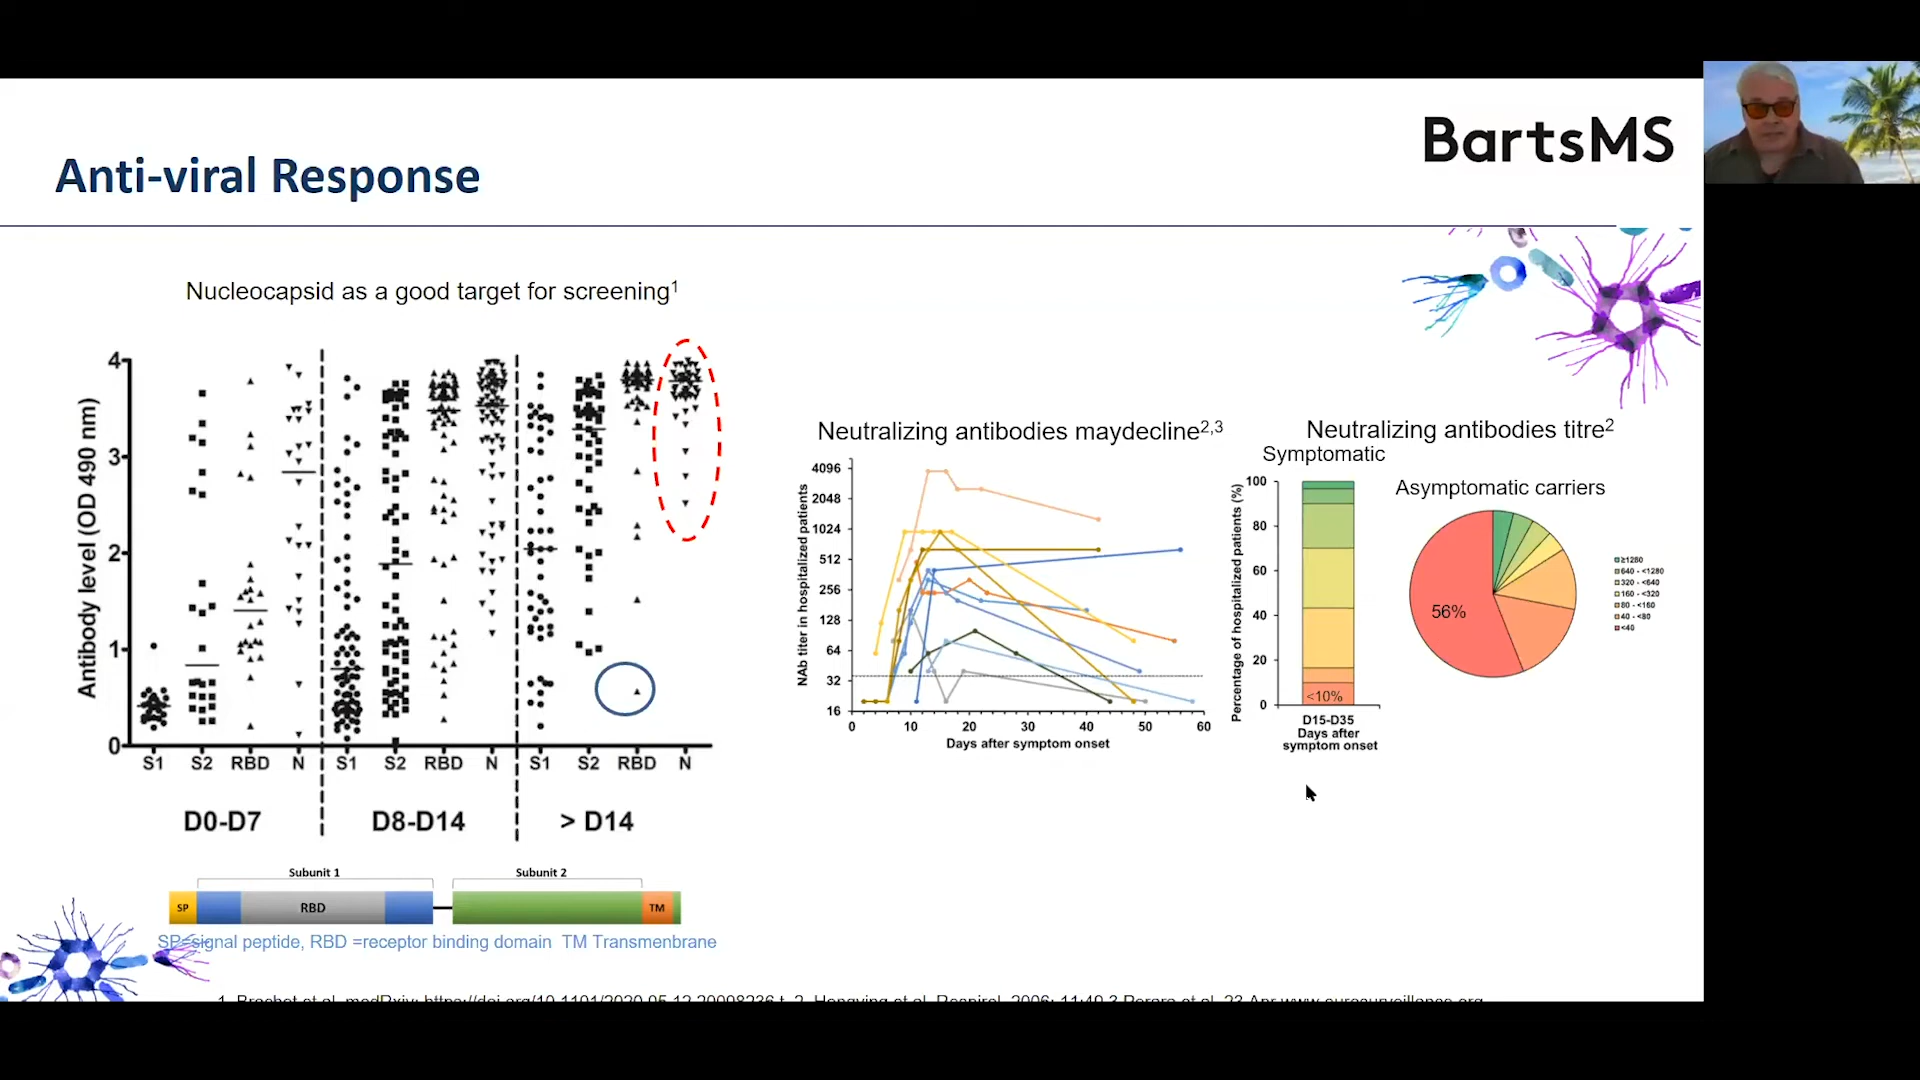 BartsMS
Anti-viral Response
Nucleocapsid as a good target for screening1
Antibody level (OD 490 nm)
4
3
2
1
0
S1 S2 RBD N S1 S2 RBD N S1 S2 RBD N
D0-D7 D8-D14 > D14
Subunit 1 Subunit 2
SP RBD TM
SP=signal peptide, RBD =receptor binding domain TM Transmenbrane
Neutralizing antibodies maydecline2,3
NAb titer in hospitalized patients
4096
2048
1024
512
256
128
64
32
16
0 10 20 30 40 50 60
Days after symptom onset
Neutralizing antibodies titre2
Symptomatic
Percentage of hospitalized patients (%)
100
80
60
40
20
0
<10%
D15-D35
Days after
symptom onset
Asymptomatic carriers
56%
≥1280
640 - <1280
320 - <640
160 - <320
80 - <160
40 - <80
<40